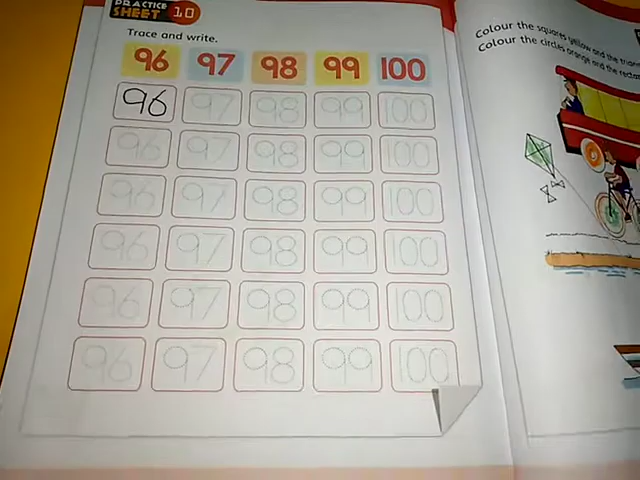 PRACTICE SHEET 10
Trace and write.
96 97 98 99 100
96 97 98 99 100
96 97 98 99 100
96 97 98 99 100
96 97 98 99 100
96 97 98 99 100
96 97 98 99 100
Colour the squares yellow and the
Colour the circles orange and the